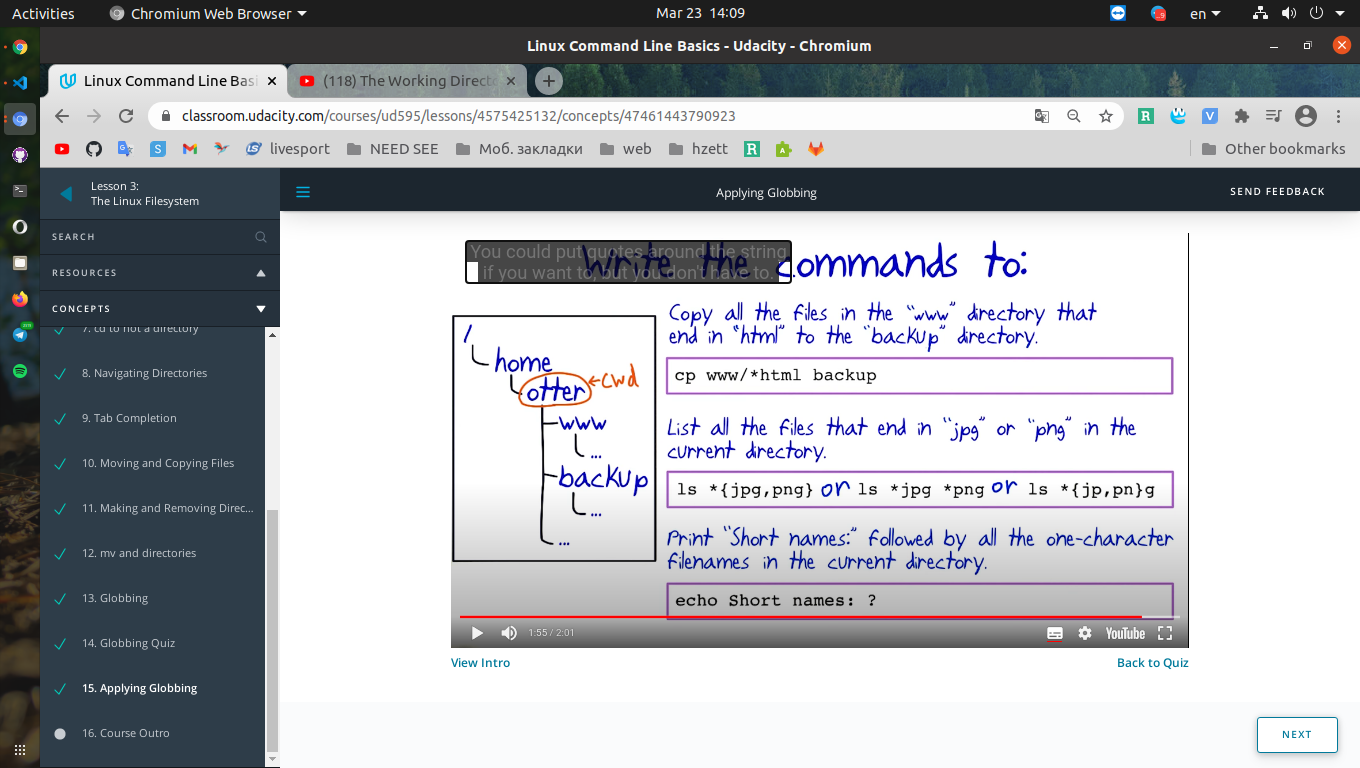 Activities
Chromium Web Browser
Mar 23 14:09
en
Linux Command Line Basics - Udacity - Chromium
Linux Command Line Basi
(118) The Working Directo
classroom.udacity.com/courses/ud595/lessons/4575425132/concepts/47461443790923
livesport
NEED SEE
Моб. закладки
web
hzett
Other bookmarks
Lesson 3:
The Linux Filesystem
Applying Globbing
SEND FEEDBACK
SEARCH
RESOURCES
CONCEPTS
7. cd to not a directory
8. Navigating Directories
9. Tab Completion
10. Moving and Copying Files
11. Making and Removing Direc...
12. mv and directories
13. Globbing
14. Globbing Quiz
15. Applying Globbing
16. Course Outro
Write the commands to:
You could put quotes around the string
if you want to, but you don't have to.
/
home
otter
←cwd
www
...
backup
...
...
Copy all the files in the "www" directory that
end in "html" to the "backup" directory.
cp www/*html backup
List all the files that end in "jpg" or "png" in the
current directory.
ls *{jpg,png} or ls *jpg *png or ls *{jp,pn}g
Print "Short names:" followed by all the one-character
filenames in the current directory.
echo Short names: ?
1:55 / 2:01
YouTube
View Intro
Back to Quiz
NEXT